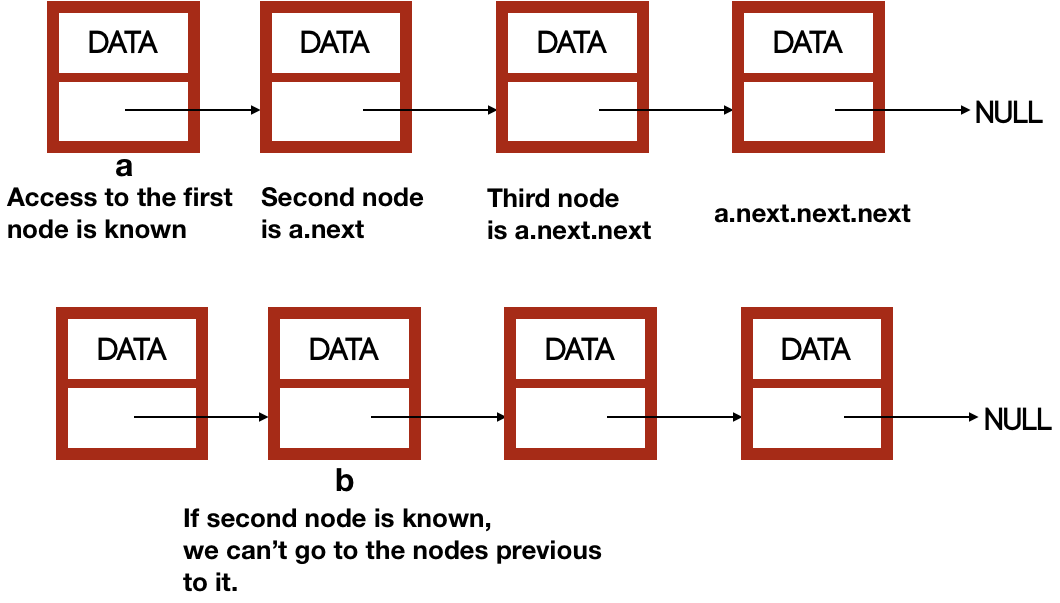 DATA DATA DATA DATA
NULL
a
Access to the first
node is known
Second node
is a.next
Third node
is a.next.next
a.next.next.next
DATA DATA DATA DATA
NULL
b
If second node is known,
we can’t go to the nodes previous
to it.